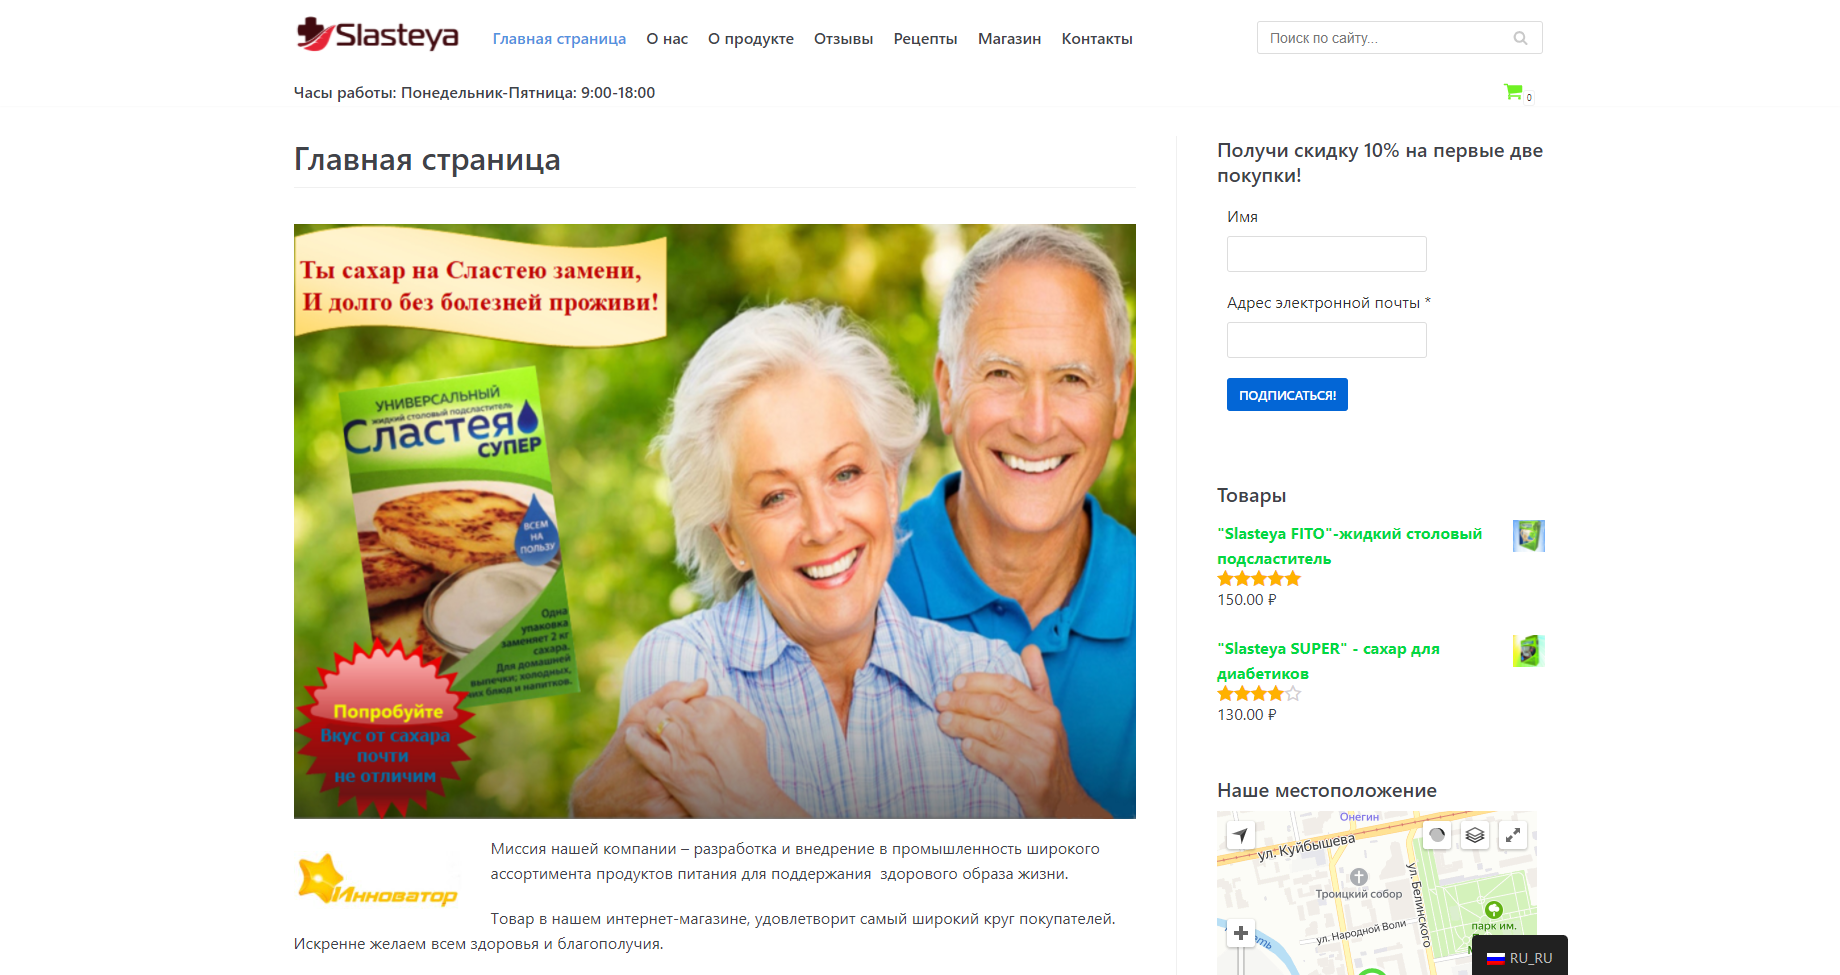 Slasteya
Главная страница
О нас
О продукте
Отзывы
Рецепты
Магазин
Контакты
Поиск по сайту...
Часы работы: Понедельник-Пятница: 9:00-18:00
0
Главная страница
Ты сахар на Сластею замени,
И долго без болезней проживи!
УНИВЕРСАЛЬНЫЙ
жидкий столовый подсластитель
Сластея
СУПЕР
ВСЕМ
НА
ПОЛЬЗУ
Одна
упаковка
заменяет 2 кг
сахара.
Для домашней
выпечки; холодных,
блюд и напитков.
Попробуйте
Вкус от сахара
почти
не отличим
Инноватор
Миссия нашей компании – разработка и внедрение в промышленность широкого
ассортимента продуктов питания для поддержания здорового образа жизни.
Товар в нашем интернет-магазине, удовлетворит самый широкий круг покупателей.
Искренне желаем всем здоровья и благополучия.
Получи скидку 10% на первые две
покупки!
Имя
Адрес электронной почты *
ПОДПИСАТЬСЯ!
Товары
"Slasteya FITO"-жидкий столовый
подсластитель
150.00 ₽
"Slasteya SUPER" - сахар для
диабетиков
130.00 ₽
Наше местоположение
Онегин
ул. Куйбышева
Троицкий собор
ул. Белинского
ул. Народной Воли
парк им.
RU_RU